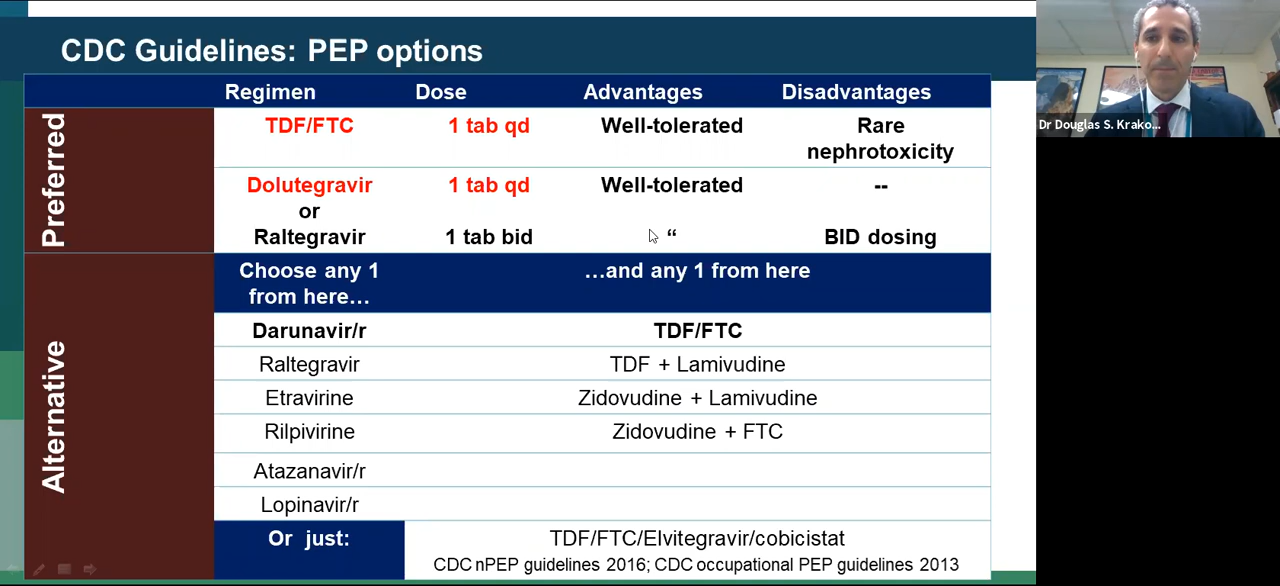 CDC Guidelines: PEP options
Regimen Dose Advantages Disadvantages
Preferred
TDF/FTC 1 tab qd Well-tolerated Rare
nephrotoxicity
Dolutegravir 1 tab qd Well-tolerated --
or
Raltegravir 1 tab bid “ BID dosing
Alternative
Choose any 1 …and any 1 from here
from here…
Darunavir/r TDF/FTC
Raltegravir TDF + Lamivudine
Etravirine Zidovudine + Lamivudine
Rilpivirine Zidovudine + FTC
Atazanavir/r
Lopinavir/r
Or just: TDF/FTC/Elvitegravir/cobicistat
CDC nPEP guidelines 2016; CDC occupational PEP guidelines 2013
Dr Douglas S. Krako...